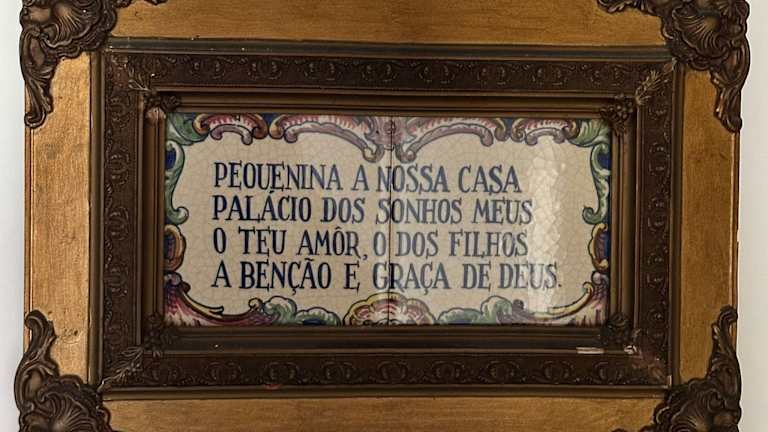 PEQUENINA A NOSSA CASA
PALÁCIO DOS SONHOS MEUS
O TEU AMÔR, O DOS FILHOS
A BENÇÃO E GRAÇA DE DEUS.